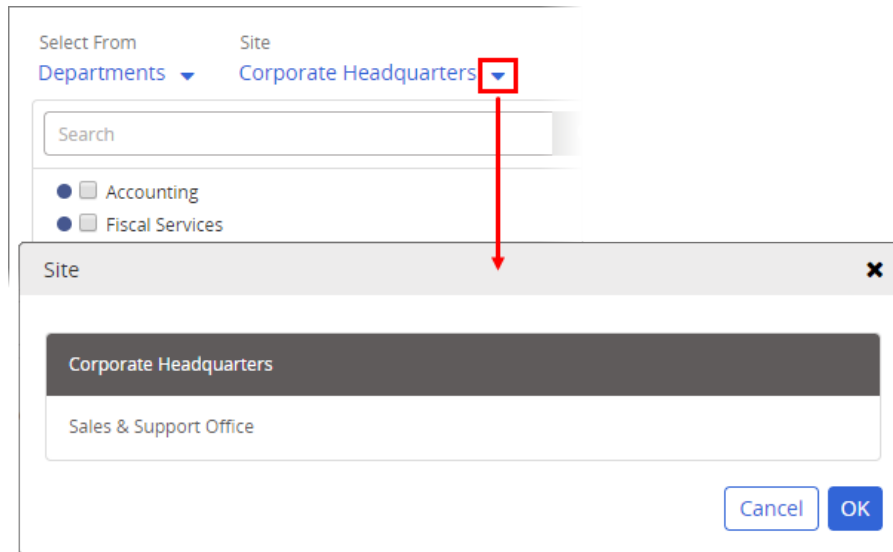 Select From Site
Departments Corporate Headquarters
Search
Accounting
Fiscal Services
Site
Corporate Headquarters
Sales & Support Office
Cancel OK